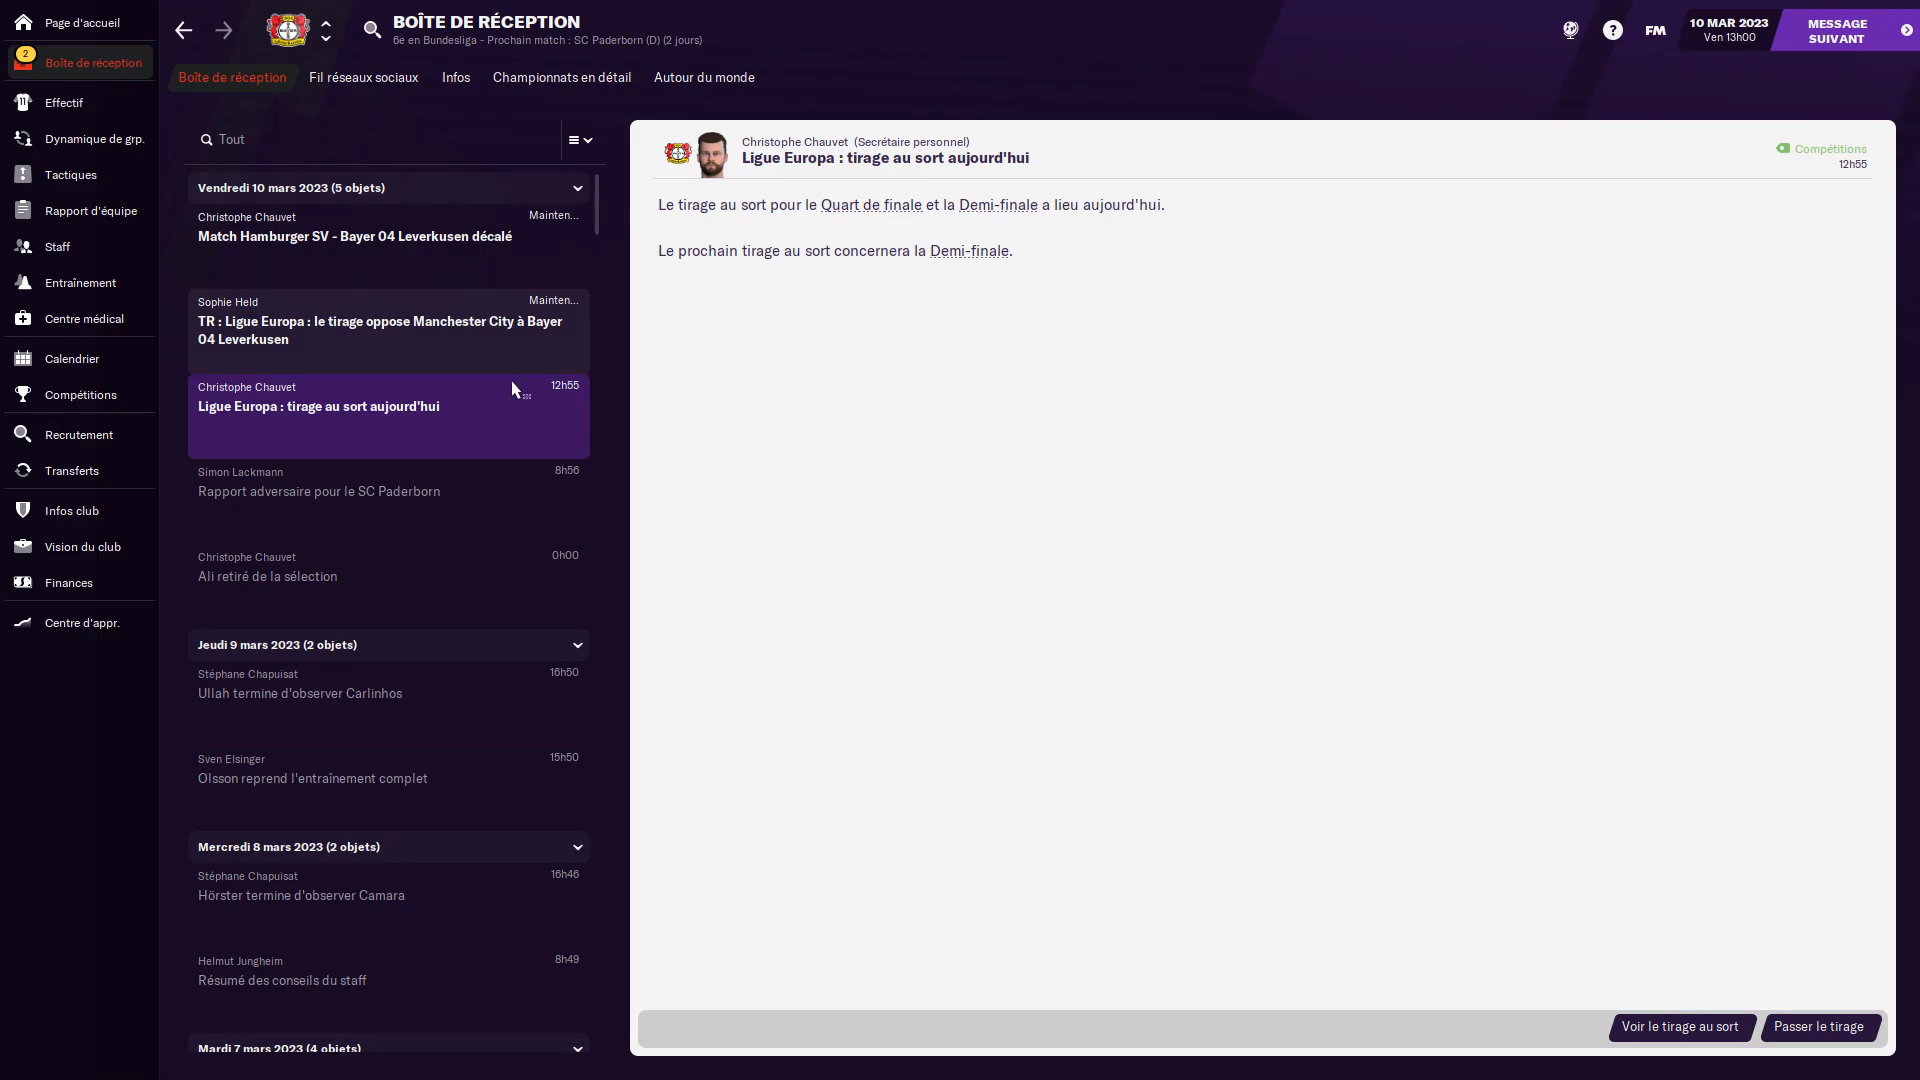 Page d'accueil
2
Boîte de réception
Effectif
Dynamique de grp.
Tactiques
Rapport d'équipe
Staff
Entraînement
Centre médical
Calendrier
Compétitions
Recrutement
Transferts
Infos club
Vision du club
Finances
Centre d'appr.
BOÎTE DE RÉCEPTION
6e en Bundesliga - Prochain match : SC Paderborn (D) (2 jours)
FM
10 MAR 2023
Ven 13h00
MESSAGE
SUIVANT
Boîte de réception
Fil réseaux sociaux
Infos
Championnats en détail
Autour du monde
Tout
Vendredi 10 mars 2023 (5 objets)
Christophe Chauvet
Mainten...
Match Hamburger SV - Bayer 04 Leverkusen décalé
Sophie Held
Mainten...
TR : Ligue Europa : le tirage oppose Manchester City à Bayer
04 Leverkusen
Christophe Chauvet
12h55
Ligue Europa : tirage au sort aujourd'hui
Simon Lackmann
8h56
Rapport adversaire pour le SC Paderborn
Christophe Chauvet
0h00
Ali retiré de la sélection
Jeudi 9 mars 2023 (2 objets)
Stéphane Chapuisat
16h50
Ullah termine d'observer Carlinhos
Sven Elsinger
15h50
Olsson reprend l'entraînement complet
Mercredi 8 mars 2023 (2 objets)
Stéphane Chapuisat
16h46
Hörster termine d'observer Camara
Helmut Jungheim
8h49
Résumé des conseils du staff
Mardi 7 mars 2023 (4 objets)
Christophe Chauvet (Secrétaire personnel)
Ligue Europa : tirage au sort aujourd'hui
Compétitions
12h55
Le tirage au sort pour le Quart de finale et la Demi-finale a lieu aujourd'hui.
Le prochain tirage au sort concernera la Demi-finale.
Voir le tirage au sort
Passer le tirage